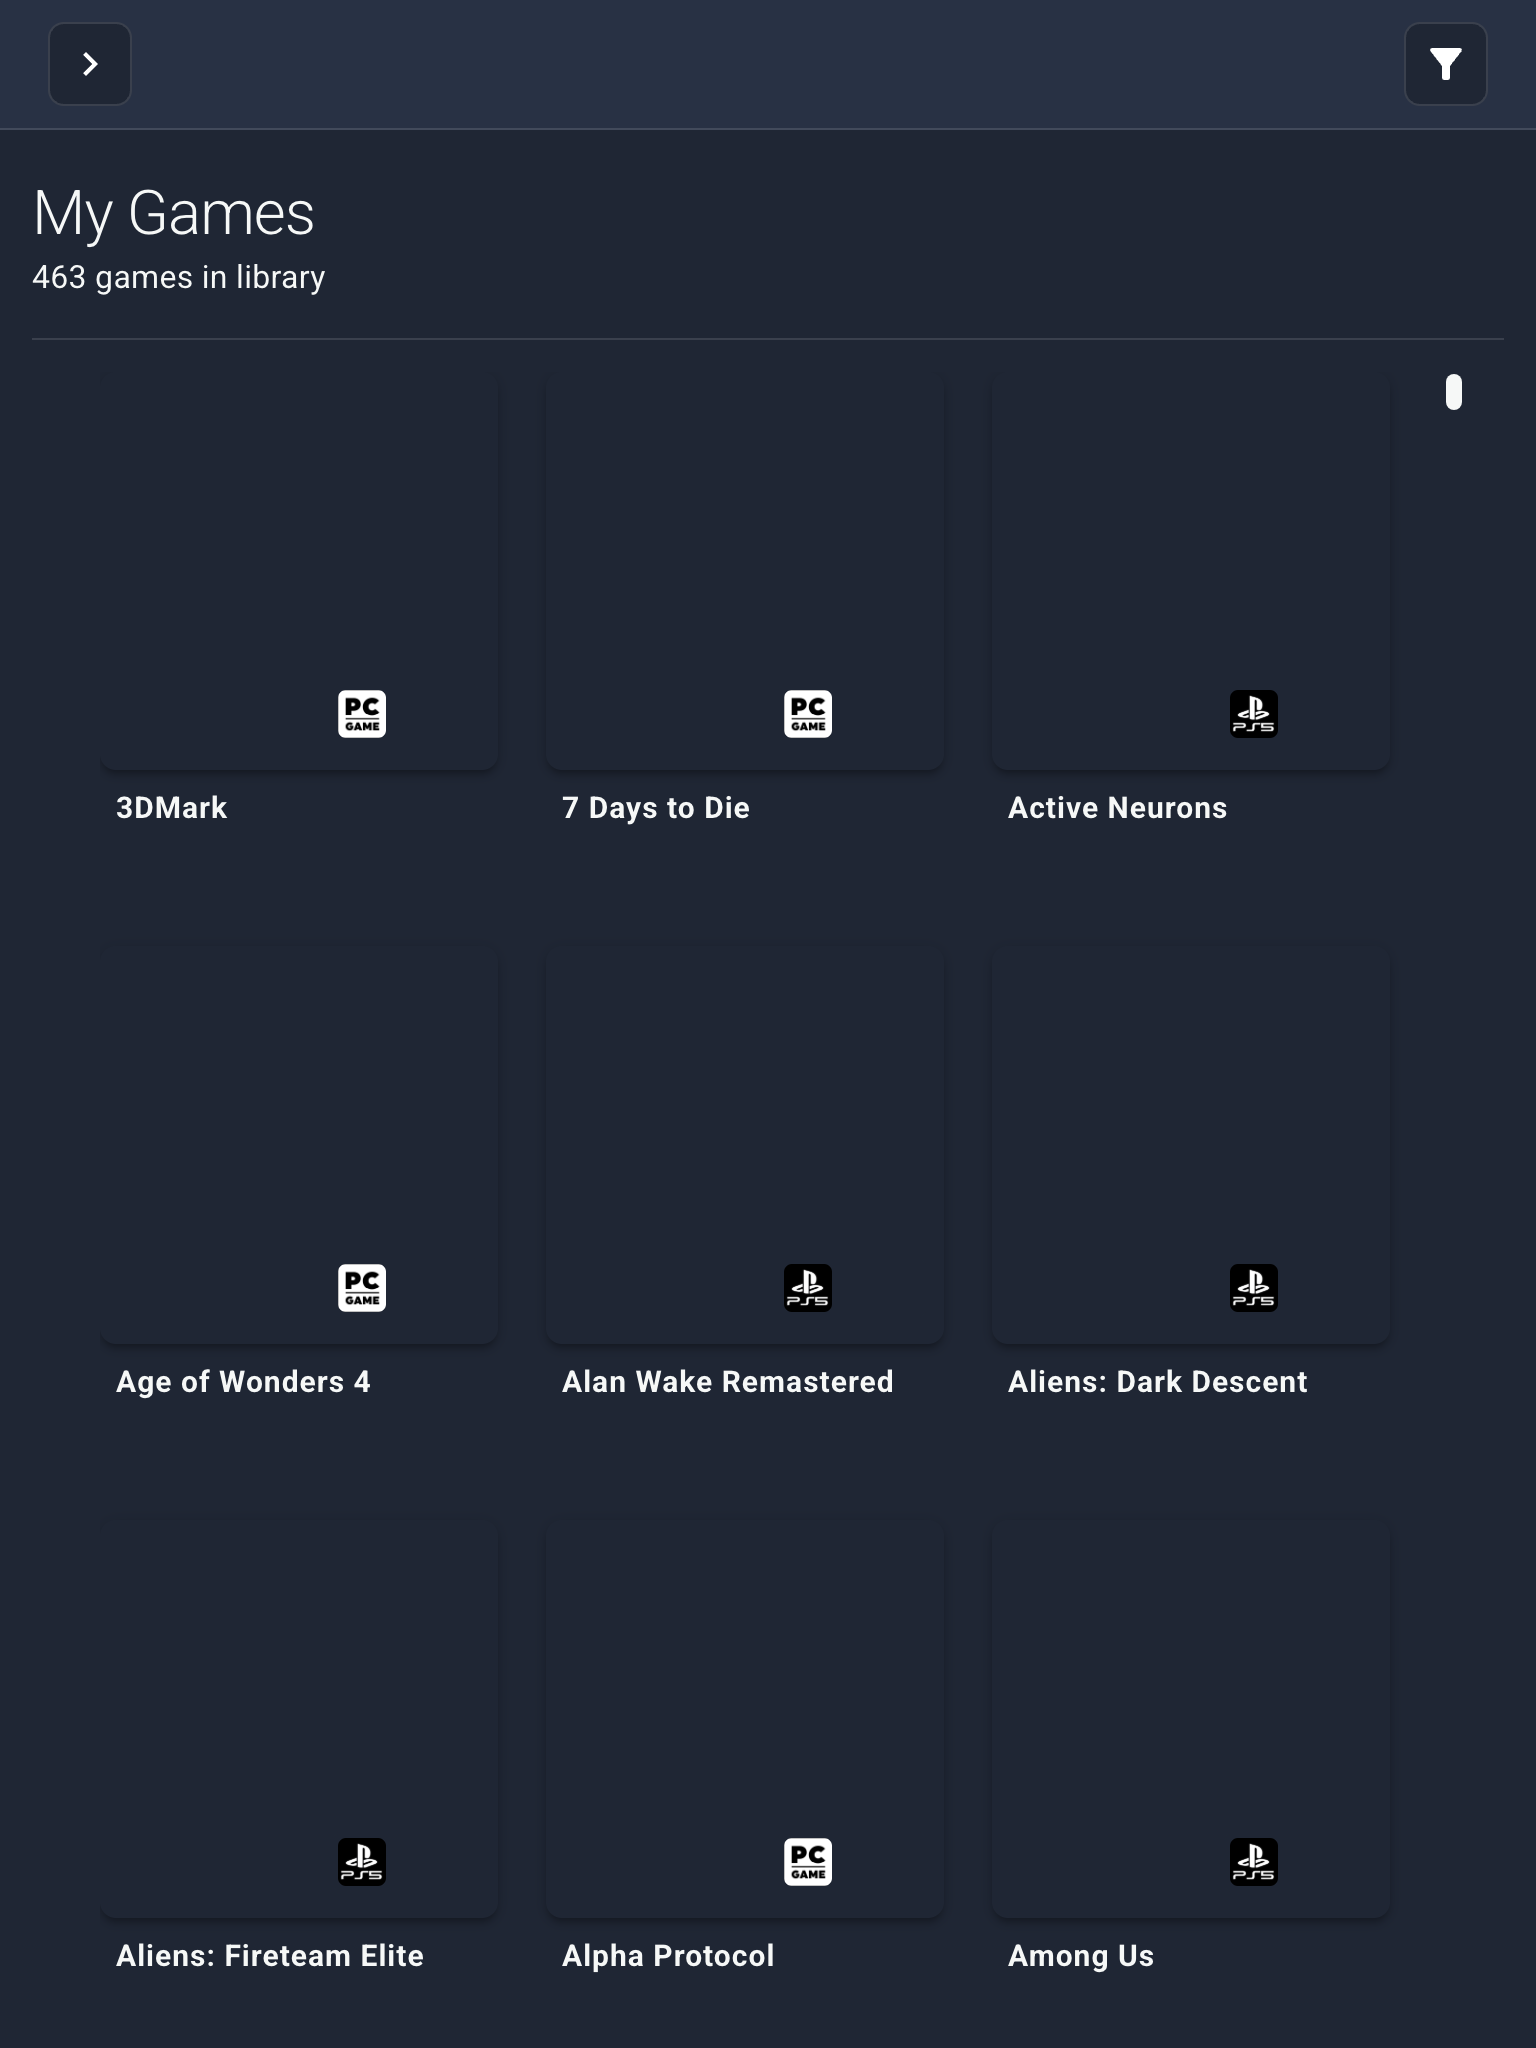 My Games
463 games in library
PC
GAME
PC
GAME
PS5
3DMark
7 Days to Die
Active Neurons
PC
GAME
PS5
PS5
Age of Wonders 4
Alan Wake Remastered
Aliens: Dark Descent
PS5
PC
GAME
PS5
Aliens: Fireteam Elite
Alpha Protocol
Among Us